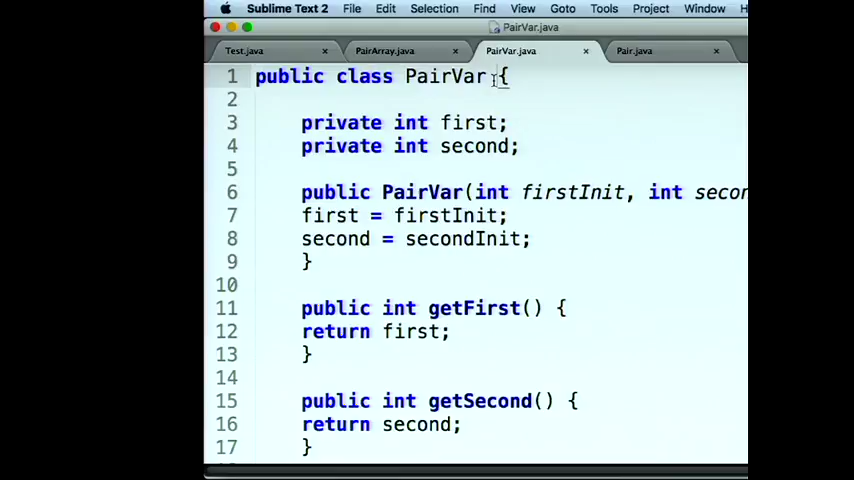 Sublime Text 2 File Edit Selection Find View Goto Tools Project Window
PairVar.java
Test.java × PairArray.java × PairVar.java × Pair.java ×
1 public class PairVar {
2
3 private int first;
4 private int second;
5
6 public PairVar(int firstInit, int secon
7 first = firstInit;
8 second = secondInit;
9 }
10
11 public int getFirst() {
12 return first;
13 }
14
15 public int getSecond() {
16 return second;
17 }